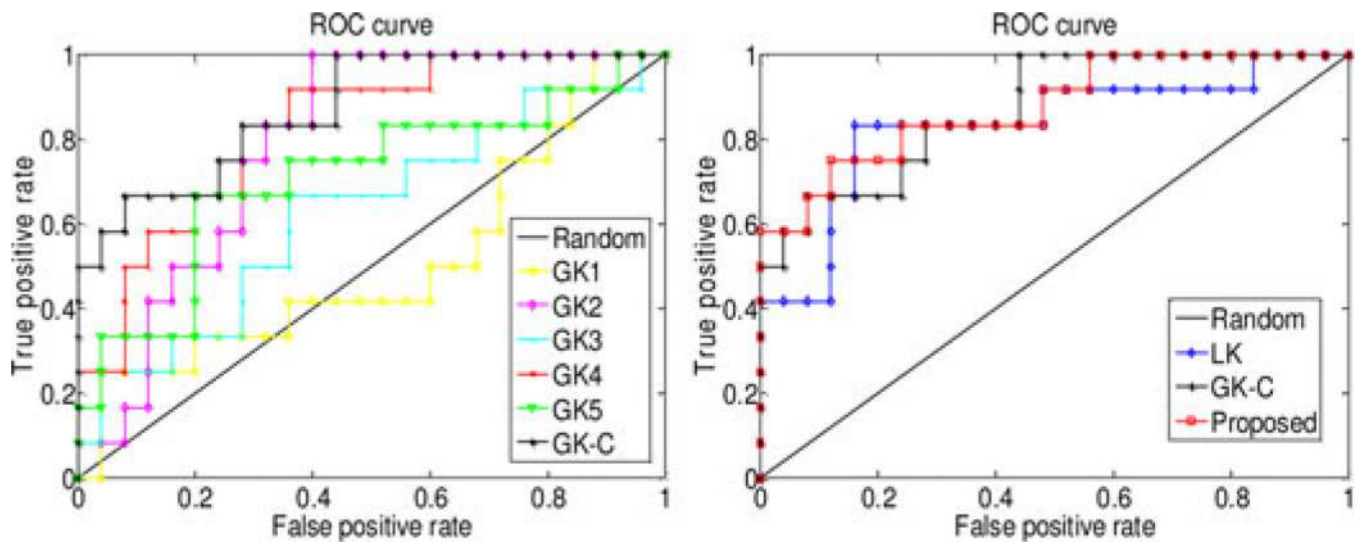 ROC curve
True positive rate
1
0.8
0.6
0.4
0.2
0
0.2
0.4
0.6
0.8
1
False positive rate
Random
GK1
GK2
GK3
GK4
GK5
GK-C
ROC curve
True positive rate
1
0.8
0.6
0.4
0.2
0
0
0.2
0.4
0.6
0.8
1
False positive rate
Random
LK
GK-C
Proposed